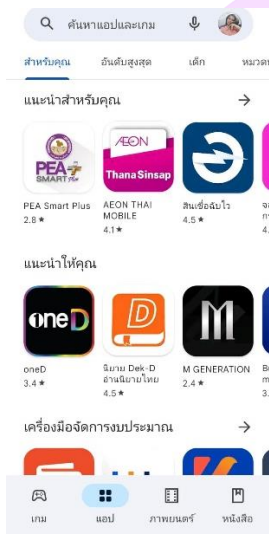 ค้นหาแอปและเกม
สำหรับคุณ อันดับสูงสุด เด็ก
แนะนำสำหรับคุณ
PEA
SMART Plus
AEON
ThanaSinsap
PEA Smart Plus
2.8 ★
AEON THAI
MOBILE
4.1 ★
สินเชื่อฉับไว
4.5 ★
แนะนำให้คุณ
oneD
D
M
oneD
3.4 ★
นิยาย Dek-D
อ่านนิยายไทย
4.5 ★
M GENERATION
2.4 ★
เครื่องมือจัดการงบประมาณ
เกม แอป ภาพยนตร์ หนังสือ